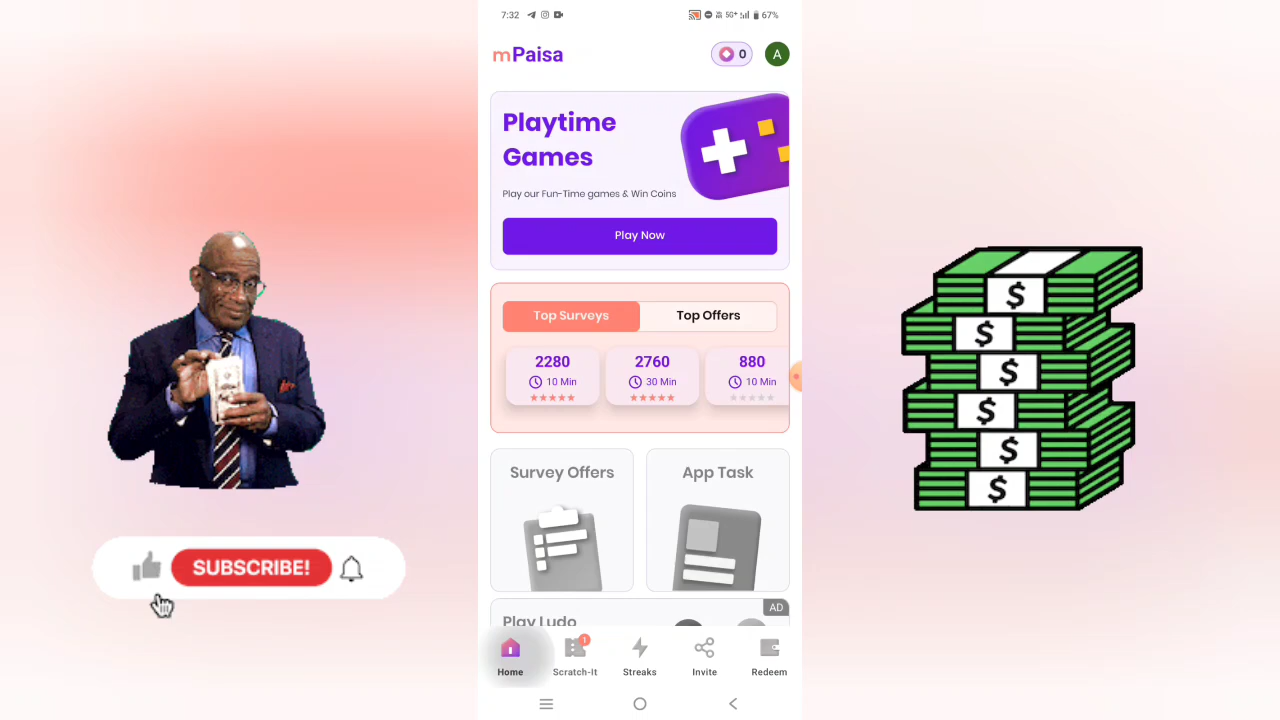 7:32
5G+ 67%
mPaisa
0
A
Playtime
Games
Play our Fun-Time games & Win Coins
Play Now
Top Surveys
Top Offers
2280
10 Min
2760
30 Min
880
10 Min
Survey Offers
App Task
AD
Play Ludo
1
Home
Scratch-It
Streaks
Invite
Redeem
SUBSCRIBE!
$
$
$
$
$
$